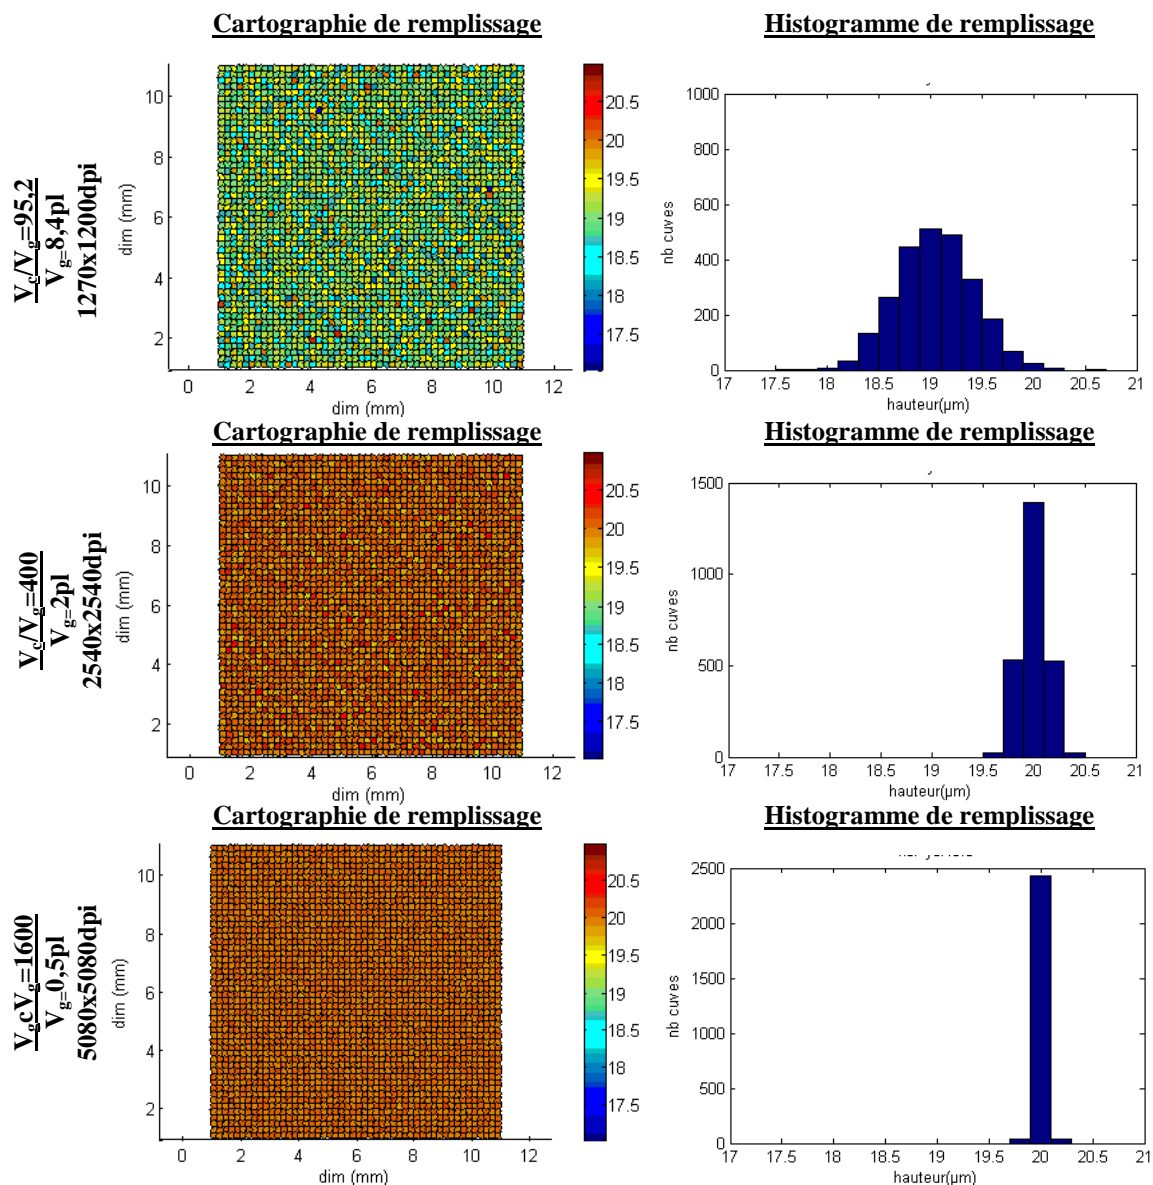 Cartographie de remplissage
Histogramme de remplissage
Vc/Vg=95,2
Vg=8,4pl
1270x1200dpi
dim (mm)
10
8
6
4
2
0 2 4 6 8 10 12
dim (mm)
20.5
20
19.5
19
18.5
18
17.5
nb cuves
1000
800
600
400
200
0
17 17.5 18 18.5 19 19.5 20 20.5 21
hauteur(µm)
Cartographie de remplissage
Histogramme de remplissage
Vc/Vg=400
Vg=2pl
2540x2540dpi
dim (mm)
10
8
6
4
2
0 2 4 6 8 10 12
dim (mm)
20.5
20
19.5
19
18.5
18
17.5
nb cuves
1500
1000
500
0
17 17.5 18 18.5 19 19.5 20 20.5 21
hauteur(µm)
Cartographie de remplissage
Histogramme de remplissage
VgcVg=1600
Vg=0,5pl
5080x5080dpi
dim (mm)
10
8
6
4
2
0 2 4 6 8 10 12
dim (mm)
20.5
20
19.5
19
18.5
18
17.5
nb cuves
2500
2000
1500
1000
500
0
17 17.5 18 18.5 19 19.5 20 20.5 21
hauteur(µm)